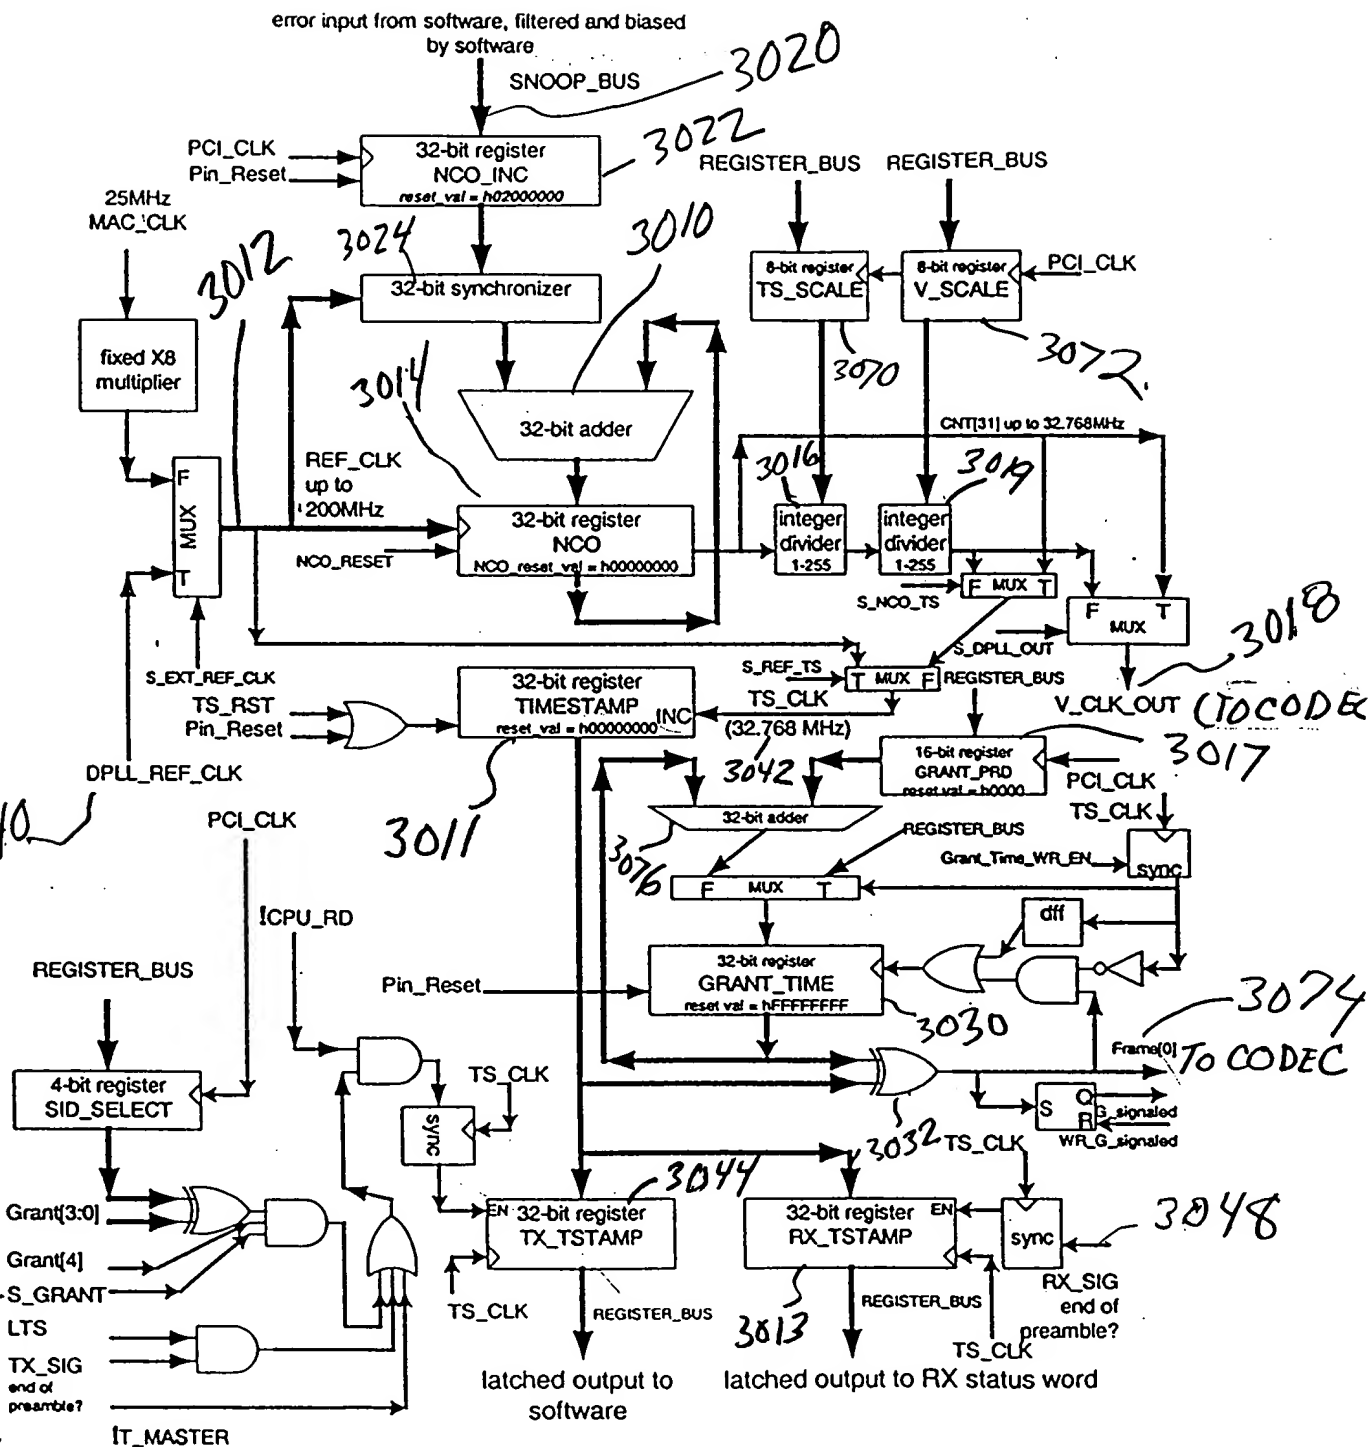 error input from software, filtered and biased
by software
SNOOP_BUS
3020
PCI_CLK
Pin_Reset
32-bit register
NCO_INC
reset_val = h02000000
3022
REGISTER_BUS
REGISTER_BUS
25MHz
MAC_CLK
3012
3024
3010
32-bit synchronizer
8-bit register
TS_SCALE
8-bit register
V_SCALE
PCI_CLK
fixed X8
multiplier
3014
3070
3072
32-bit adder
CNT[31] up to 32.768MHz
F
MUX
T
REF_CLK
up to
200MHz
3016
3019
32-bit register
NCO
NCO_reset_val = h00000000
NCO_RESET
integer
divider
1-255
integer
divider
1-255
S_NCO_TS
F MUX T
F T
MUX
S_DPLL_OUT
3018
S_EXT_REF_CLK
S_REF_TS
T MUX F
REGISTER_BUS
V_CLK_OUT
(TO CODEC
TS_RST
Pin_Reset
32-bit register
TIMESTAMP
reset_val = h00000000
INC
TS_CLK
(32.768 MHz)
3042
16-bit register
GRANT_PRD
reset val = h0000
3017
PCI_CLK
DPLL_REF_CLK
10
3011
TS_CLK
PCI_CLK
32-bit adder
3076
REGISTER_BUS
Grant_Time_WR_EN
sync
F MUX T
!CPU_RD
dff
REGISTER_BUS
Pin_Reset
32-bit register
GRANT_TIME
reset val = hFFFFFFFF
3030
3074
Frame[0]
TO CODEC
4-bit register
SID_SELECT
TS_CLK
sync
S Q
R
G_signaled
WR_G_signaled
3032
TS_CLK
3044
Grant[3:0]
Grant[4]
S_GRANT
LTS
TX_SIG
end of
preamble?
!T_MASTER
EN
32-bit register
TX_TSTAMP
TS_CLK
REGISTER_BUS
32-bit register
RX_TSTAMP
EN
sync
3048
RX_SIG
end of
preamble?
3013
REGISTER_BUS
TS_CLK
latched output to
software
latched output to RX status word